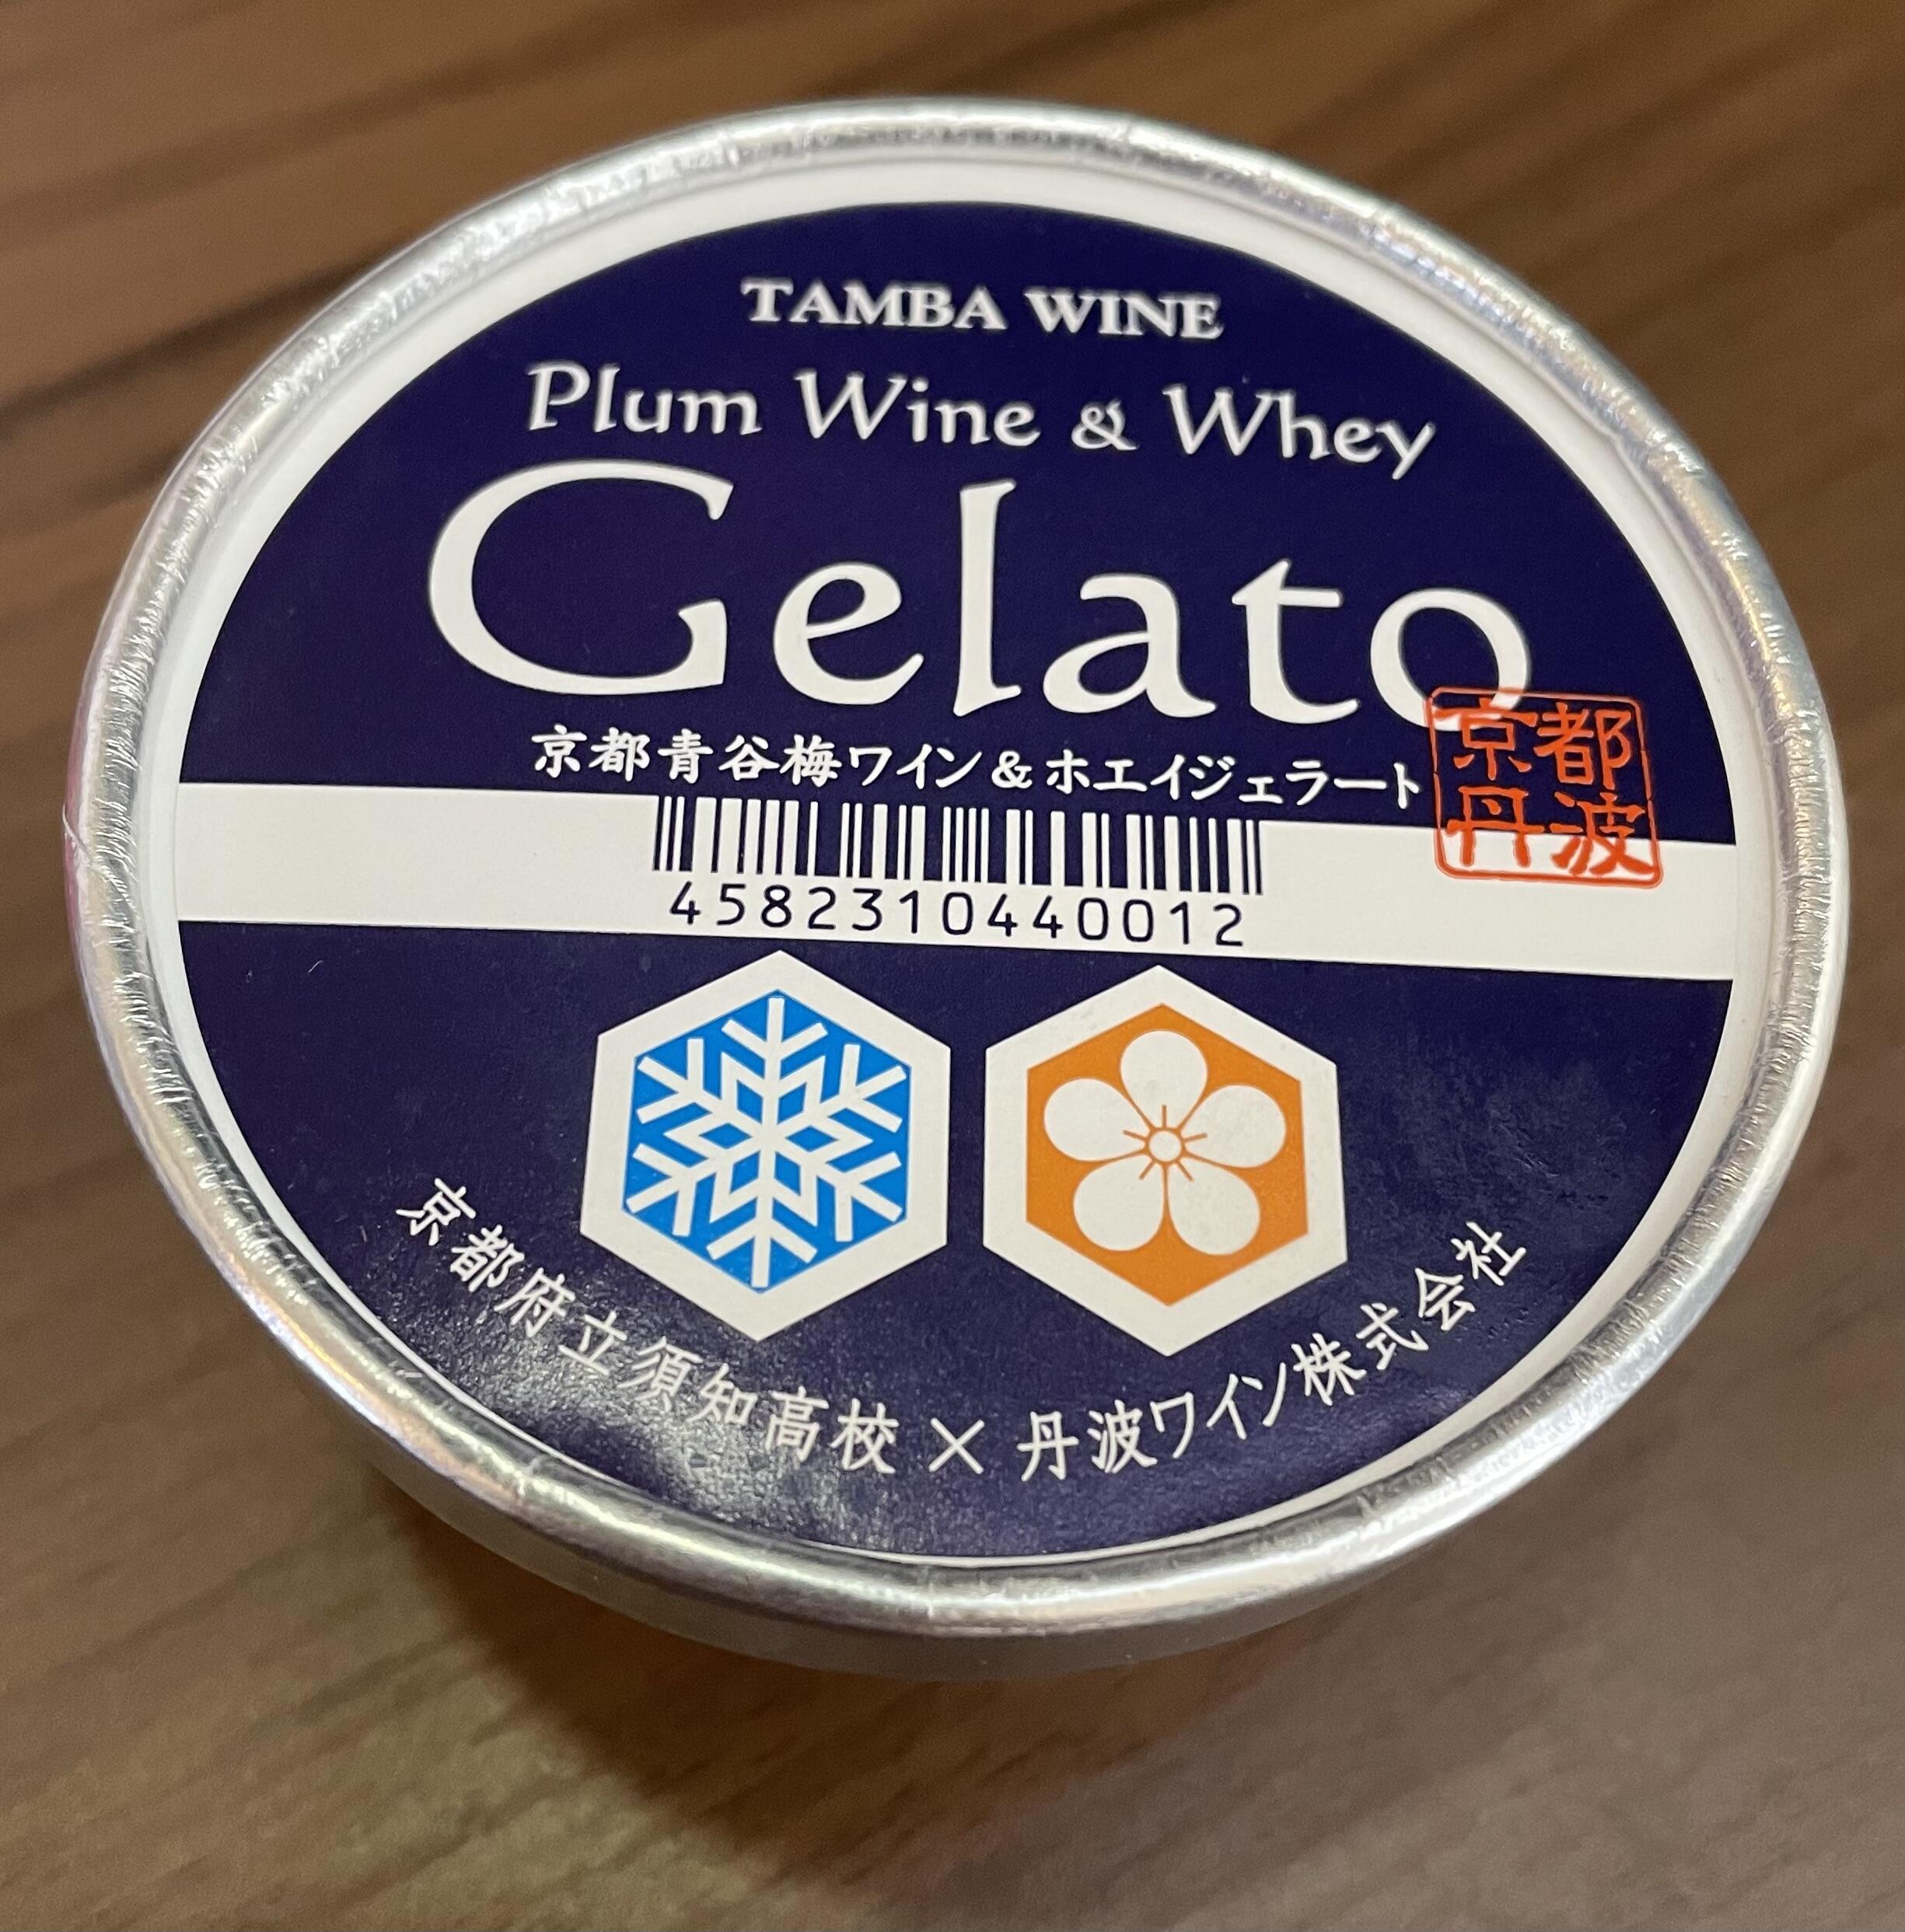 TAMBA WINE
Plum Wine & Whey
Gelato
京都青谷梅ワイン&ホエイジェラート
京都
丹波
4582310440012
京都府立須知高校×丹波ワイン株式会社